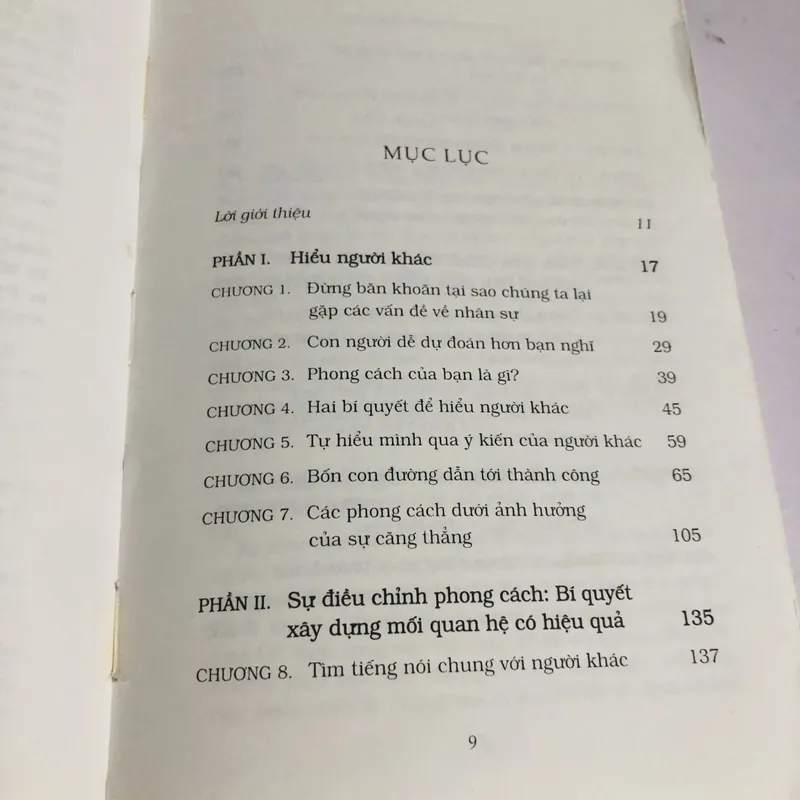 MỤC LỤC
Lời giới thiệu 11
PHẦN I. Hiểu người khác 17
CHƯƠNG 1. Đừng băn khoăn tại sao chúng ta lại
gặp các vấn đề về nhân sự 19
CHƯƠNG 2. Con người dễ dự đoán hơn bạn nghĩ 29
CHƯƠNG 3. Phong cách của bạn là gì? 39
CHƯƠNG 4. Hai bí quyết để hiểu người khác 45
CHƯƠNG 5. Tự hiểu mình qua ý kiến của người khác 59
CHƯƠNG 6. Bốn con đường dẫn tới thành công 65
CHƯƠNG 7. Các phong cách dưới ảnh hưởng
của sự căng thẳng 105
PHẦN II. Sự điều chỉnh phong cách: Bí quyết
xây dựng mối quan hệ có hiệu quả 135
CHƯƠNG 8. Tìm tiếng nói chung với người khác 137
9